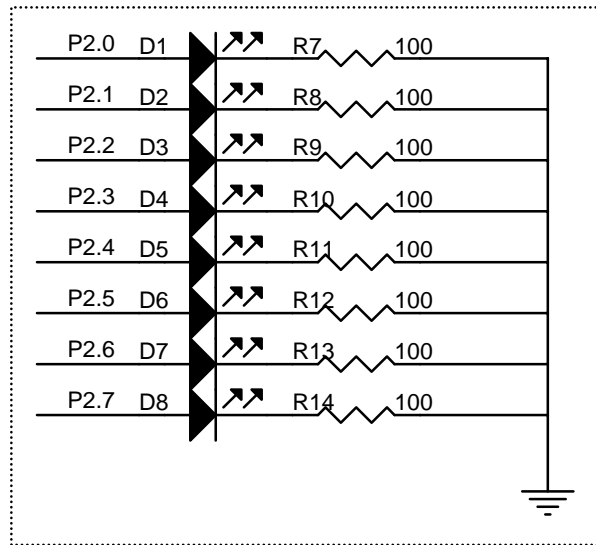 P2.0 D1 R7 100
P2.1 D2 R8 100
P2.2 D3 R9 100
P2.3 D4 R10 100
P2.4 D5 R11 100
P2.5 D6 R12 100
P2.6 D7 R13 100
P2.7 D8 R14 100